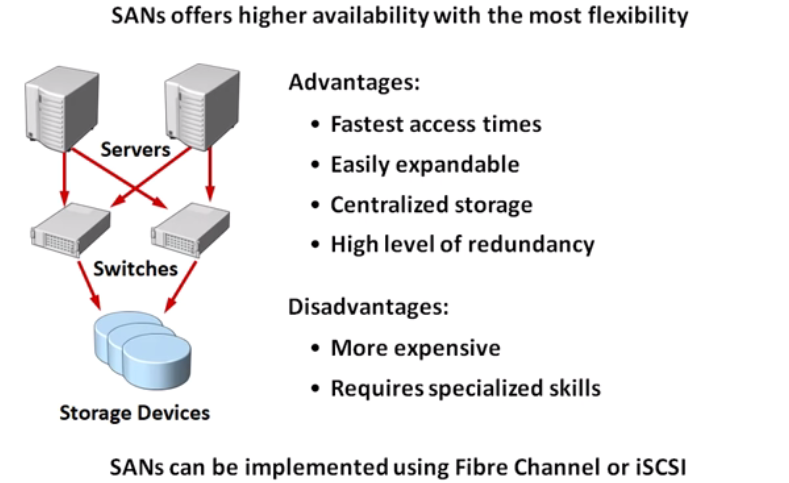 SANs offers higher availability with the most flexibility
Servers
Switches
Storage Devices
Advantages:
• Fastest access times
• Easily expandable
• Centralized storage
• High level of redundancy
Disadvantages:
• More expensive
• Requires specialized skills
SANs can be implemented using Fibre Channel or iSCSI